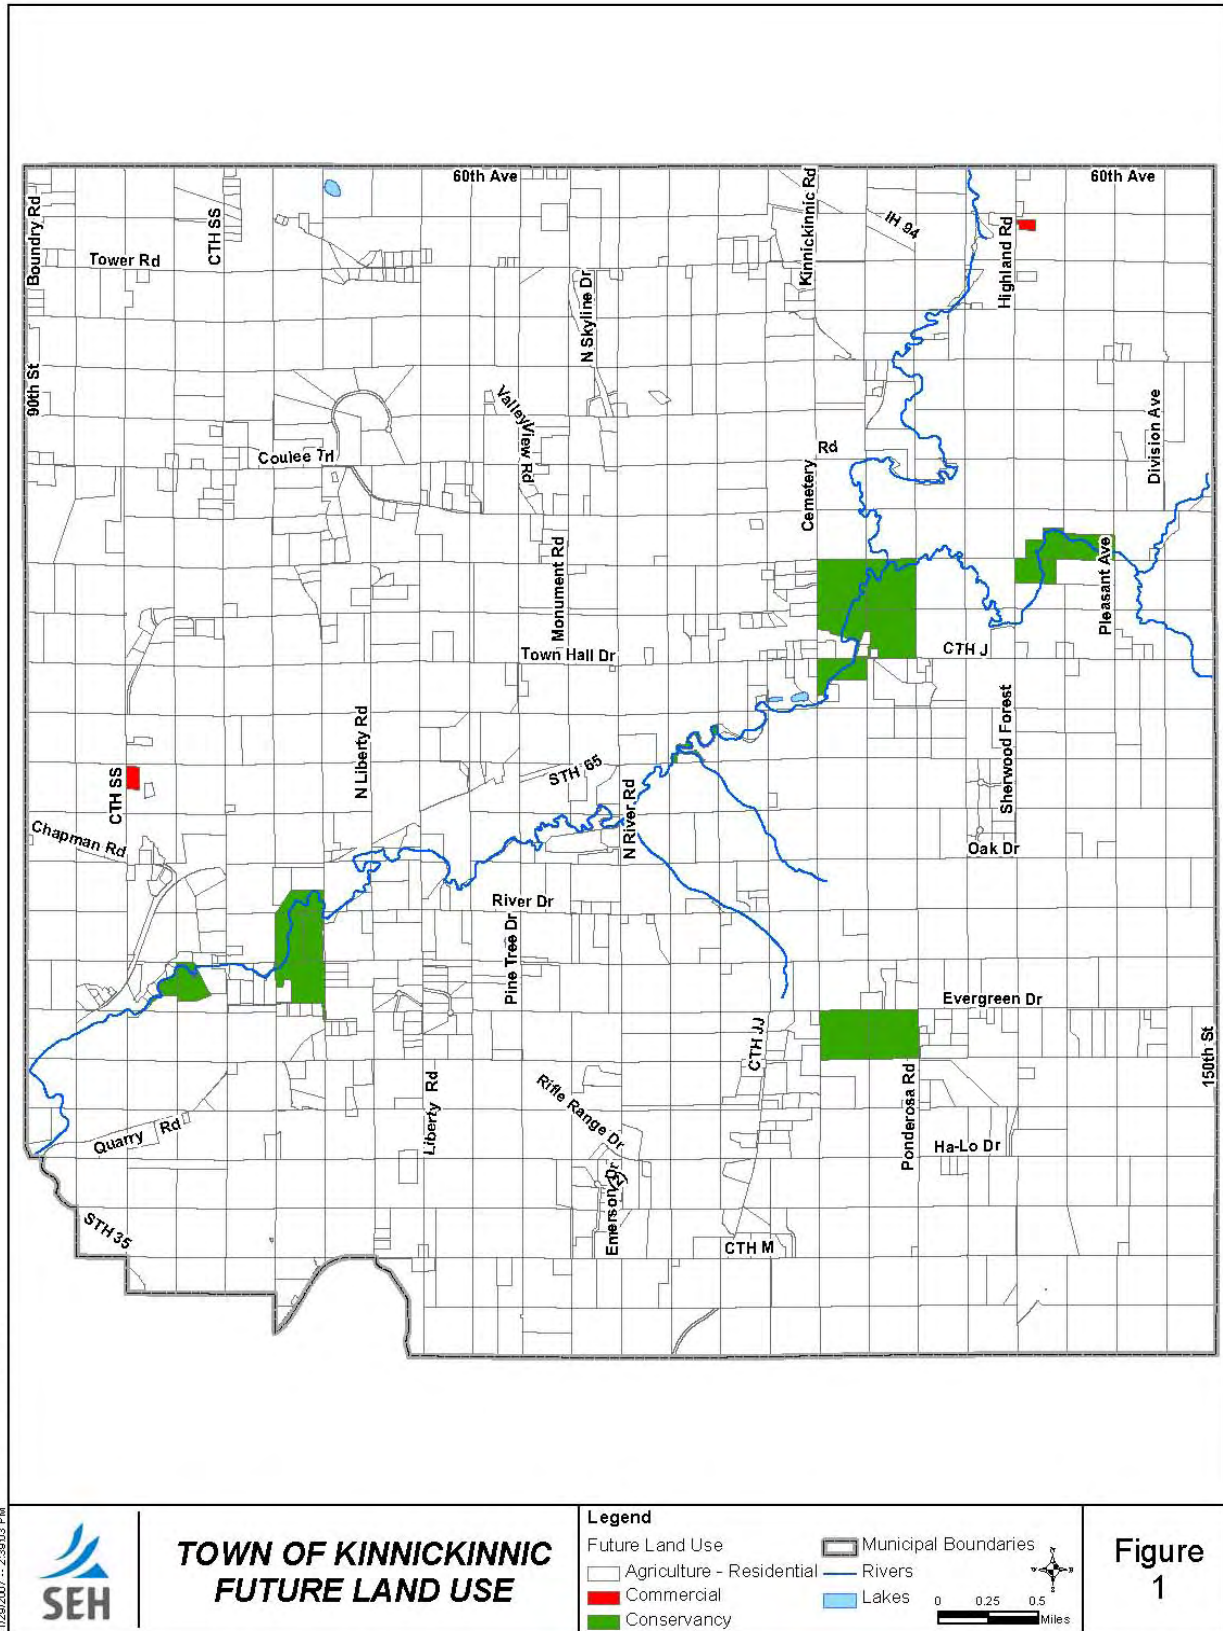 60th Ave
60th Ave
Boundry Rd
CTH SS
Kinnickinnic Rd
IH 94
Highland Rd
Tower Rd
N Skyline Dr
90th St
ValleyView Rd
Division Ave
Coulee Trl
Cemetery Rd
Monument Rd
Pleasant Ave
Town Hall Dr
CTH J
N Liberty Rd
Sherwood Forest
STH 65
CTH SS
N River Rd
Chapman Rd
Oak Dr
River Dr
Pine Tree Dr
Evergreen Dr
CTH JJ
150th St
Liberty Rd
Rifle Range Dr
Ponderosa Rd
Quarry Rd
Ha-Lo Dr
Emerson Dr
STH 35
CTH M
SEH
TOWN OF KINNICKINNIC
FUTURE LAND USE
Legend
Future Land Use
Agriculture - Residential
Commercial
Conservancy
Municipal Boundaries
Rivers
Lakes
0 0.25 0.5
Miles
Figure
1